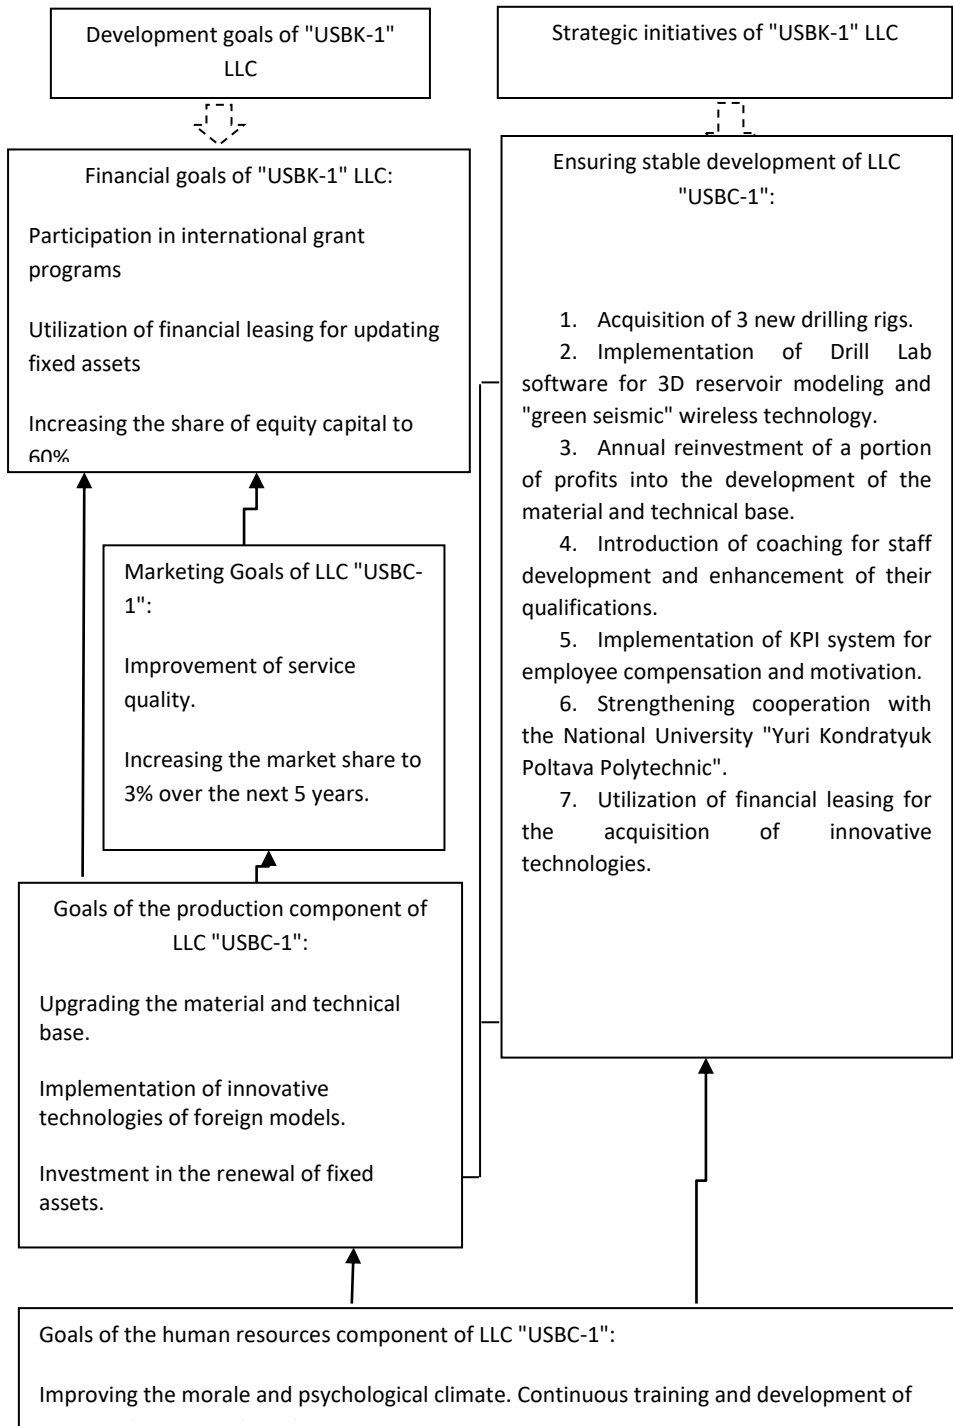 Development goals of "USBK-1"
LLC
Strategic initiatives of "USBK-1" LLC
Financial goals of "USBK-1" LLC:
Participation in international grant
programs
Utilization of financial leasing for updating
fixed assets
Increasing the share of equity capital to
60%
Marketing Goals of LLC "USBC-
1":
Improvement of service
quality.
Increasing the market share to
3% over the next 5 years.
Goals of the production component of
LLC "USBC-1":
Upgrading the material and technical
base.
Implementation of innovative
technologies of foreign models.
Investment in the renewal of fixed
assets.
Ensuring stable development of LLC
"USBC-1":
1. Acquisition of 3 new drilling rigs.
2. Implementation of Drill Lab
software for 3D reservoir modeling and
"green seismic" wireless technology.
3. Annual reinvestment of a portion
of profits into the development of the
material and technical base.
4. Introduction of coaching for staff
development and enhancement of their
qualifications.
5. Implementation of KPI system for
employee compensation and motivation.
6. Strengthening cooperation with
the National University "Yuri Kondratyuk
Poltava Polytechnic".
7. Utilization of financial leasing for
the acquisition of innovative
technologies.
Goals of the human resources component of LLC "USBC-1":
Improving the morale and psychological climate. Continuous training and development of